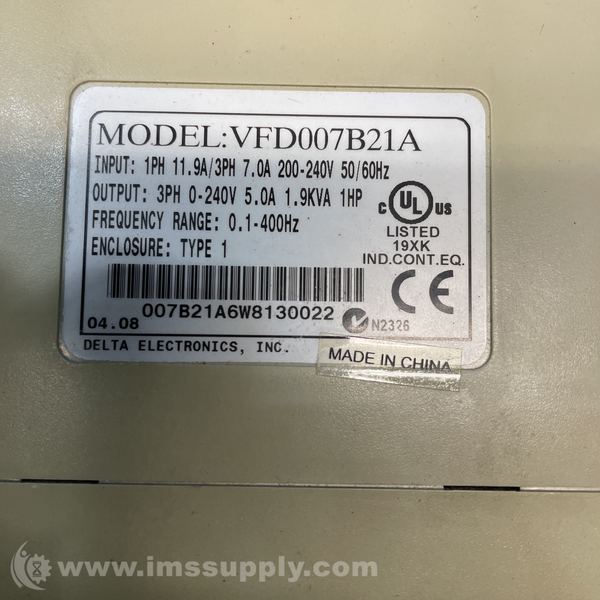 MODEL:VFD007B21A
INPUT: 1PH 11.9A/3PH 7.0A 200-240V 50/60Hz
OUTPUT: 3PH 0-240V 5.0A 1.9KVA 1HP
FREQUENCY RANGE: 0.1-400Hz
ENCLOSURE: TYPE 1
c UL us
LISTED
19XK
IND.CONT.EQ.
CE
007B21A6W8130022
N2326
04.08
DELTA ELECTRONICS, INC.
MADE IN CHINA
www.imssupply.com